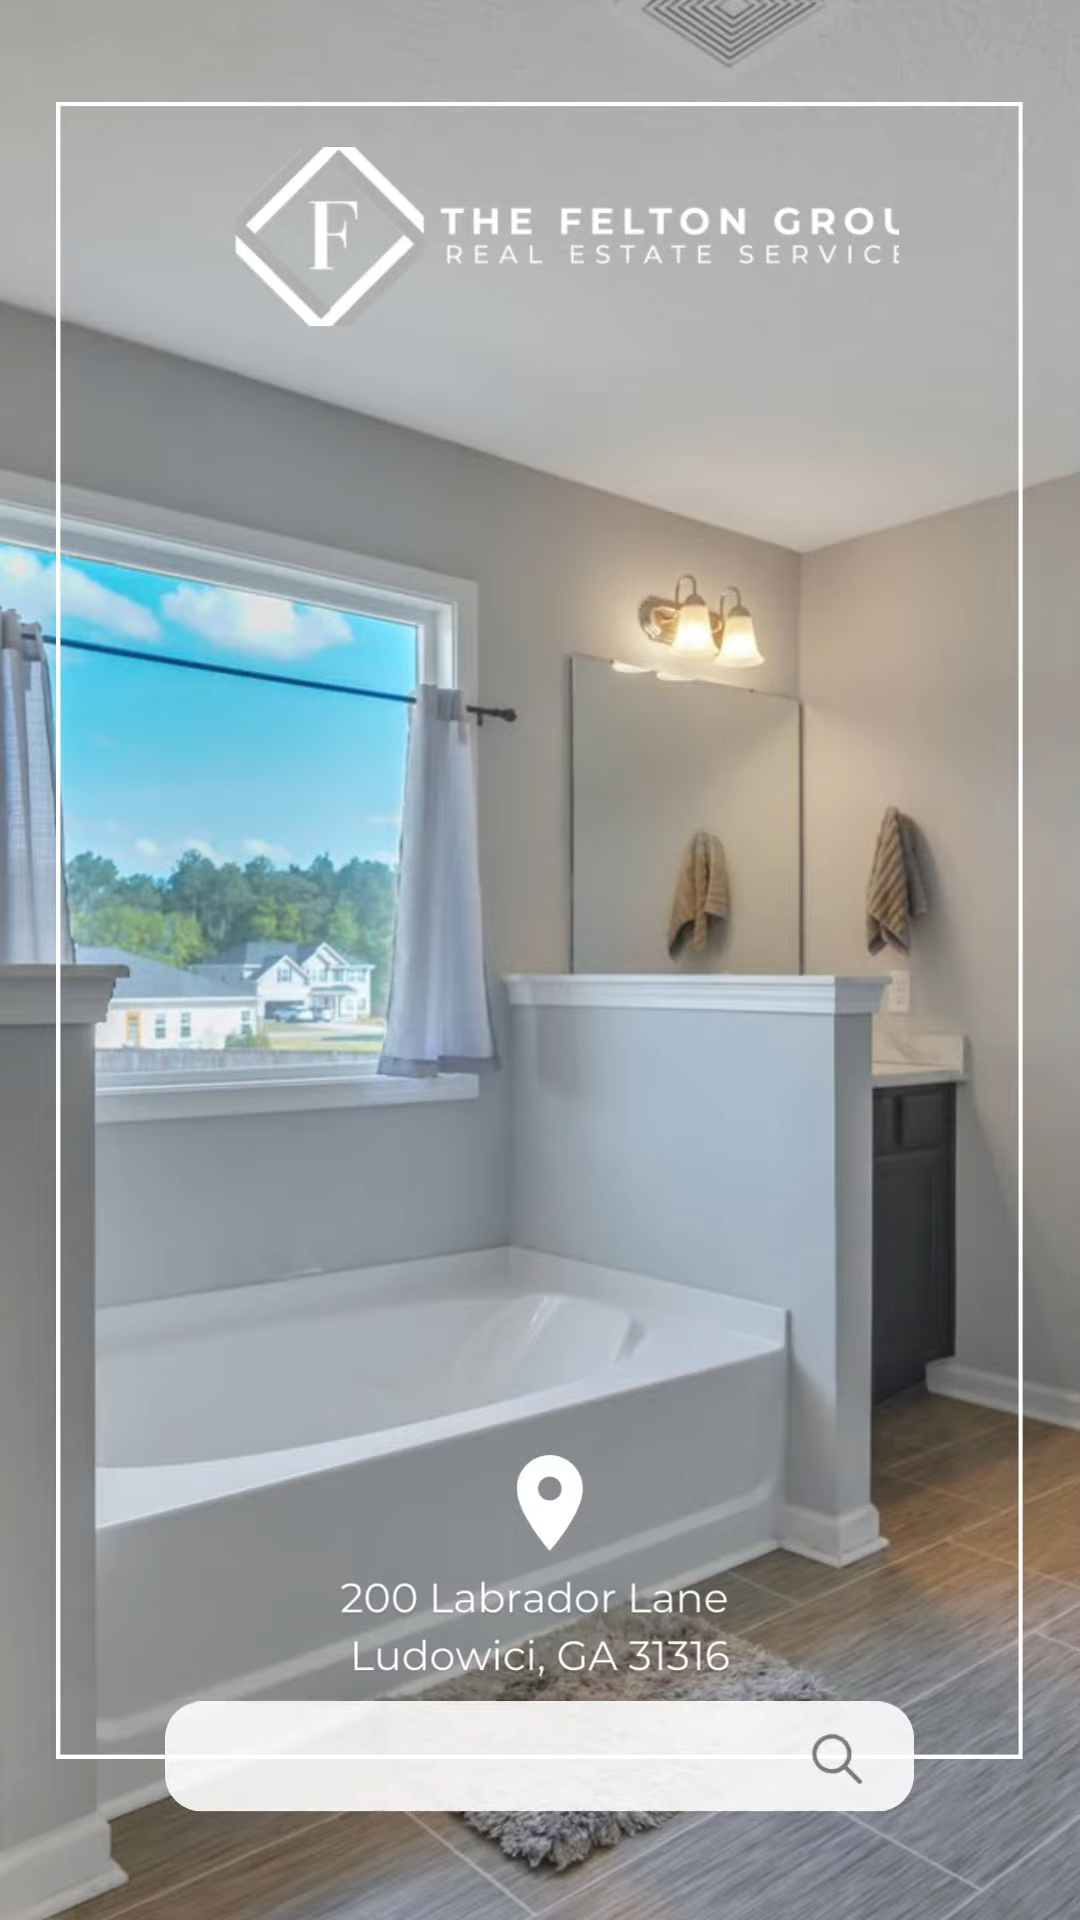 F
THE FELTON GROU
REAL ESTATE SERVICE
200 Labrador Lane
Ludowici, GA 31316